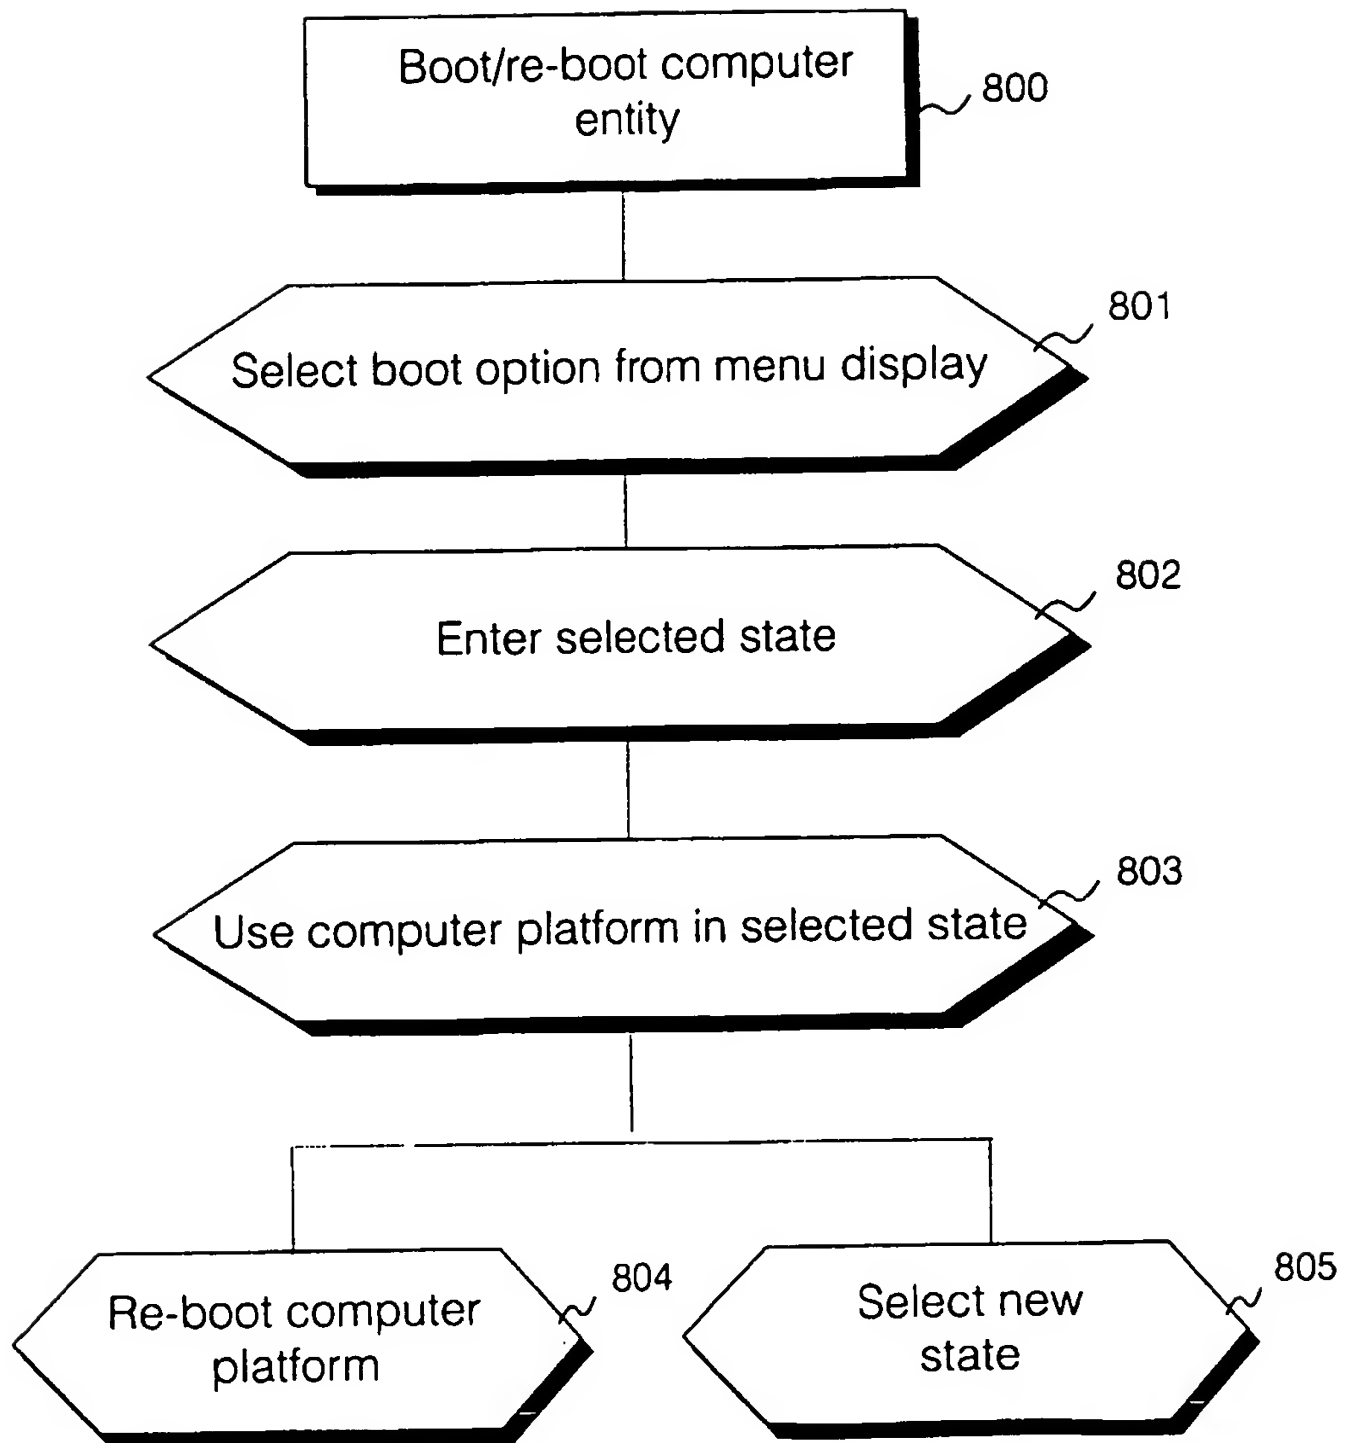 Boot/re-boot computer
entity
800
801
Select boot option from menu display
802
Enter selected state
803
Use computer platform in selected state
804
Re-boot computer
platform
805
Select new
state